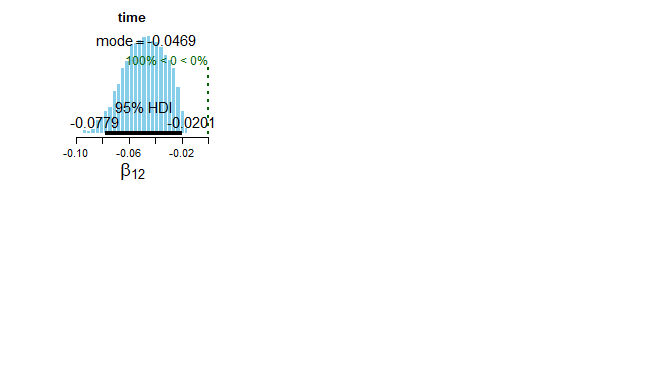 time
mode = -0.0469
100% < 0 < 0%
95% HDI
-0.0779 -0.0201
-0.10 -0.06 -0.02
β12